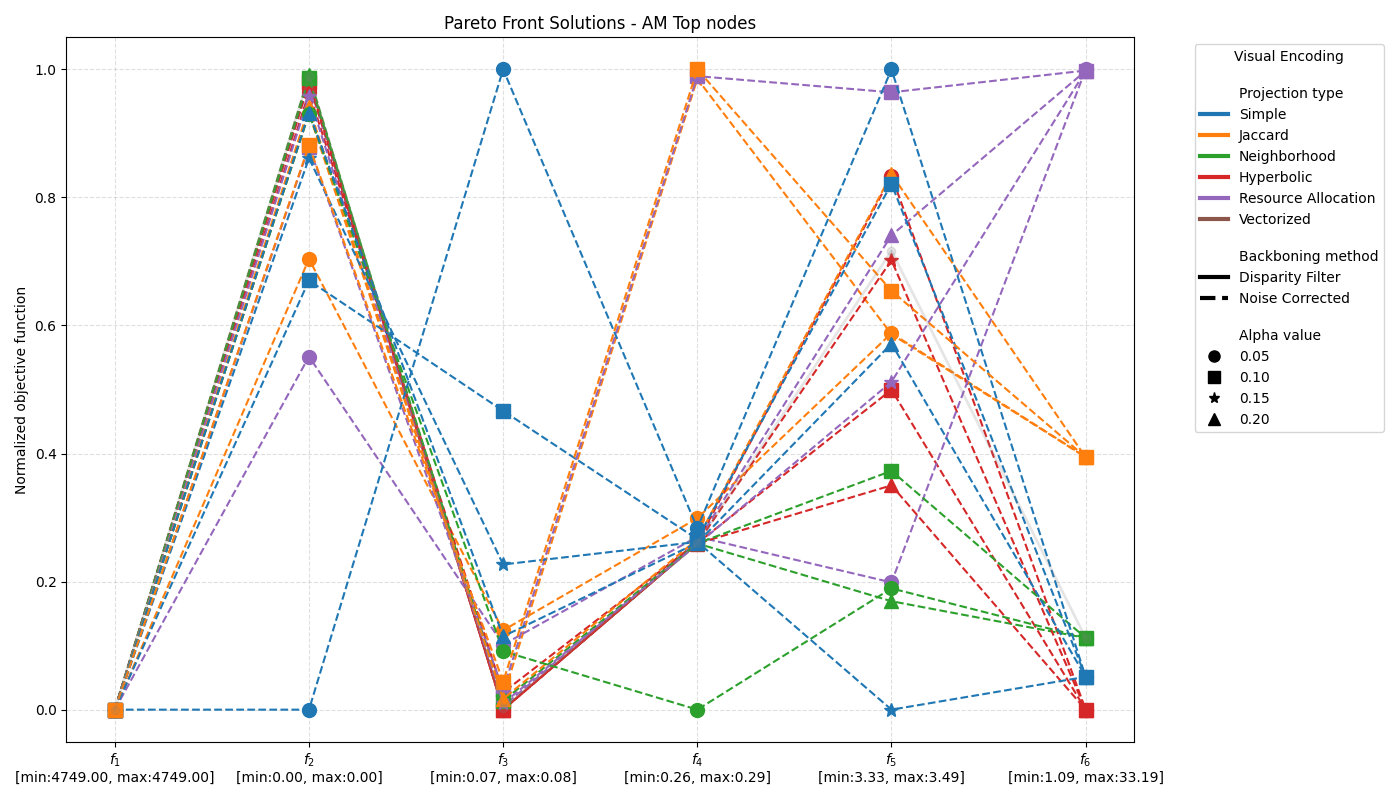 Pareto Front Solutions - AM Top nodes
Normalized objective function
1.0
0.8
0.6
0.4
0.2
0.0
f₁
[min:4749.00, max:4749.00]
f₂
[min:0.00, max:0.00]
f₃
[min:0.07, max:0.08]
f₄
[min:0.26, max:0.29]
f₅
[min:3.33, max:3.49]
f₆
[min:1.09, max:33.19]
Visual Encoding
Projection type
Simple
Jaccard
Neighborhood
Hyperbolic
Resource Allocation
Vectorized
Backboning method
Disparity Filter
Noise Corrected
Alpha value
0.05
0.10
0.15
0.20